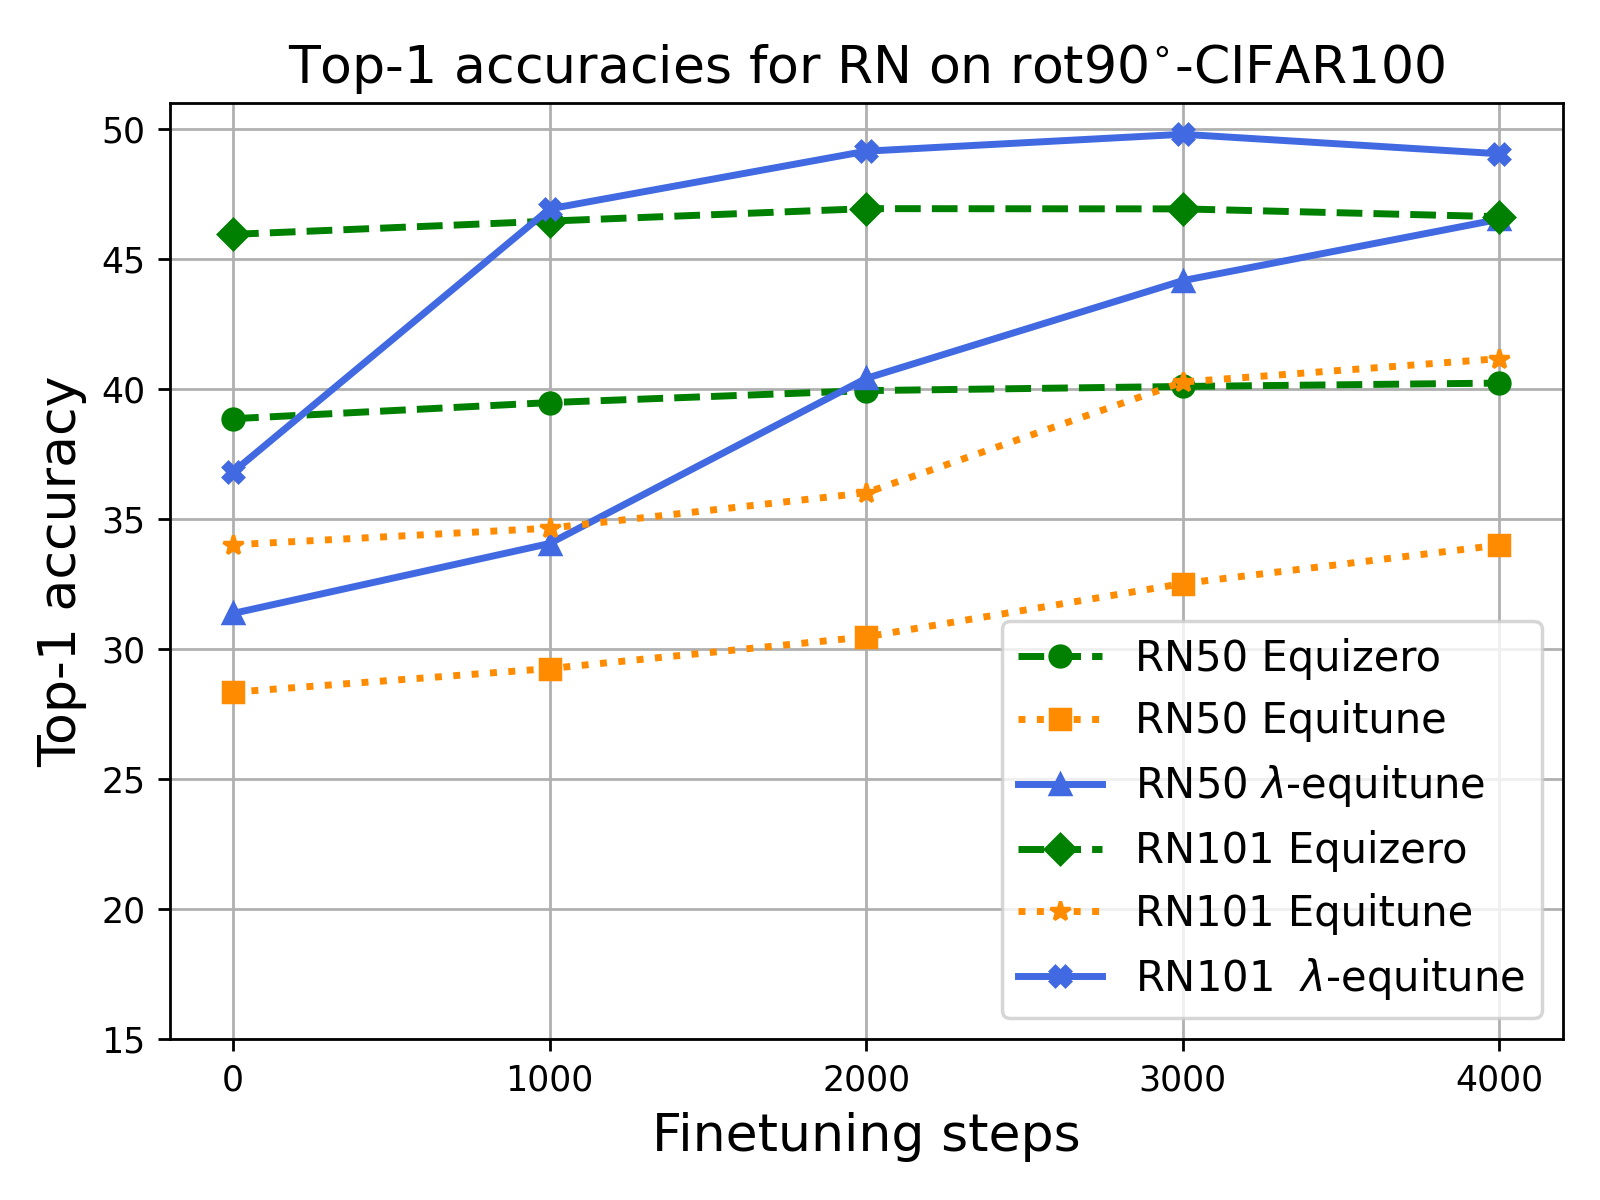 Top-1 accuracies for RN on rot90°-CIFAR100
Top-1 accuracy
50
45
40
35
30
25
20
15
0 1000 2000 3000 4000
Finetuning steps
RN50 Equizero
RN50 Equitune
RN50 λ-equitune
RN101 Equizero
RN101 Equitune
RN101 λ-equitune